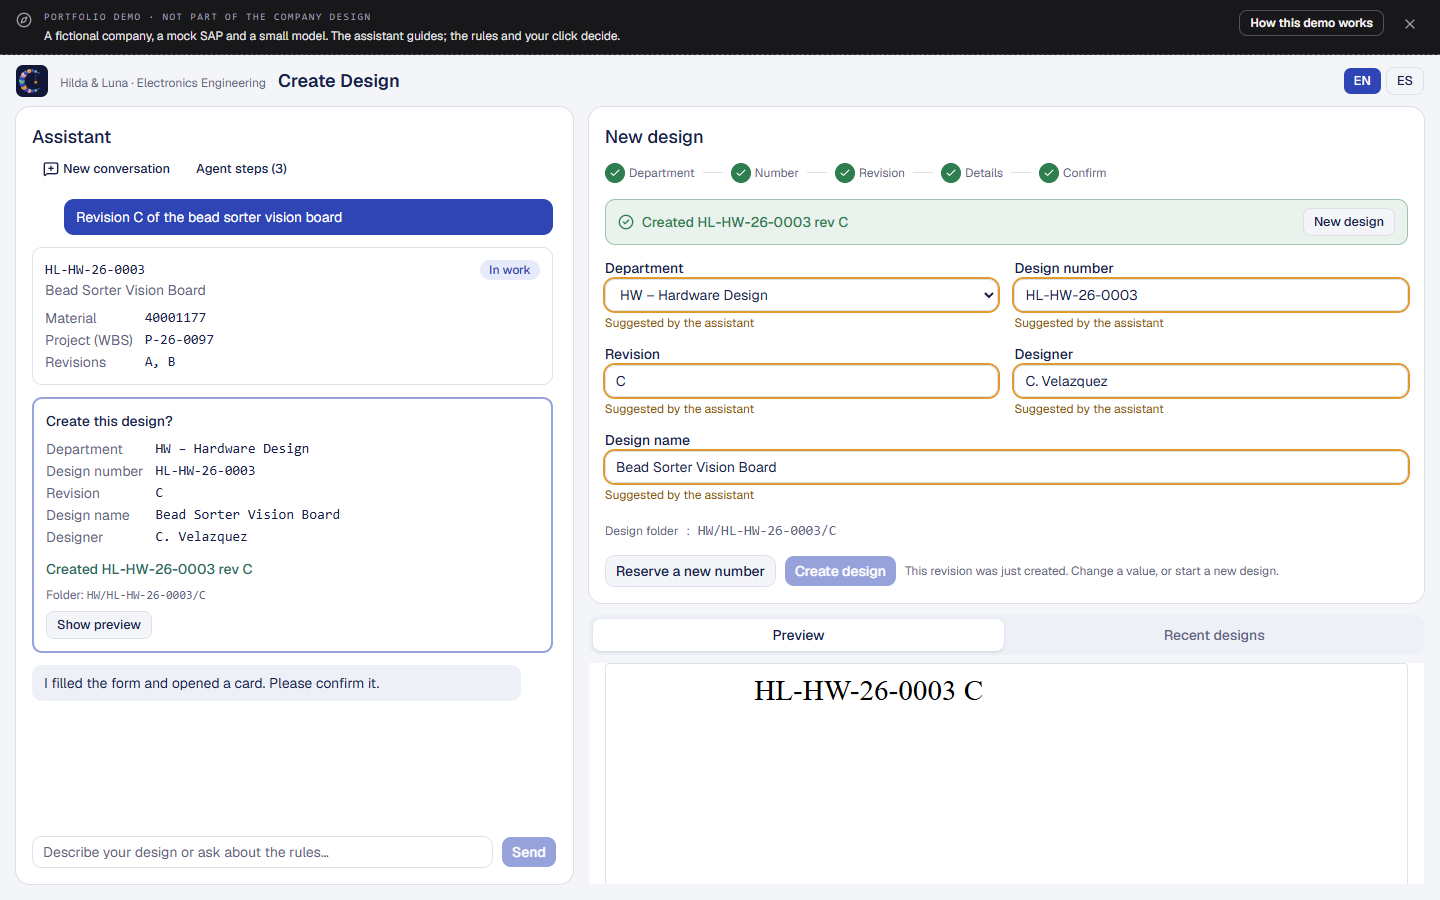 PORTFOLIO DEMO · NOT PART OF THE COMPANY DESIGN
A fictional company, a mock SAP and a small model. The assistant guides; the rules and your click decide.
How this demo works
Hilda & Luna · Electronics Engineering
Create Design
EN
ES
Assistant
New conversation
Agent steps (3)
Revision C of the bead sorter vision board
HL-HW-26-0003
In work
Bead Sorter Vision Board
Material 40001177
Project (WBS) P-26-0097
Revisions A, B
Create this design?
Department HW – Hardware Design
Design number HL-HW-26-0003
Revision C
Design name Bead Sorter Vision Board
Designer C. Velazquez
Created HL-HW-26-0003 rev C
Folder: HW/HL-HW-26-0003/C
Show preview
I filled the form and opened a card. Please confirm it.
Describe your design or ask about the rules...
Send
New design
Department
Number
Revision
Details
Confirm
Created HL-HW-26-0003 rev C
New design
Department
HW – Hardware Design
Suggested by the assistant
Design number
HL-HW-26-0003
Suggested by the assistant
Revision
C
Suggested by the assistant
Designer
C. Velazquez
Suggested by the assistant
Design name
Bead Sorter Vision Board
Suggested by the assistant
Design folder : HW/HL-HW-26-0003/C
Reserve a new number
Create design
This revision was just created. Change a value, or start a new design.
Preview
Recent designs
HL-HW-26-0003 C